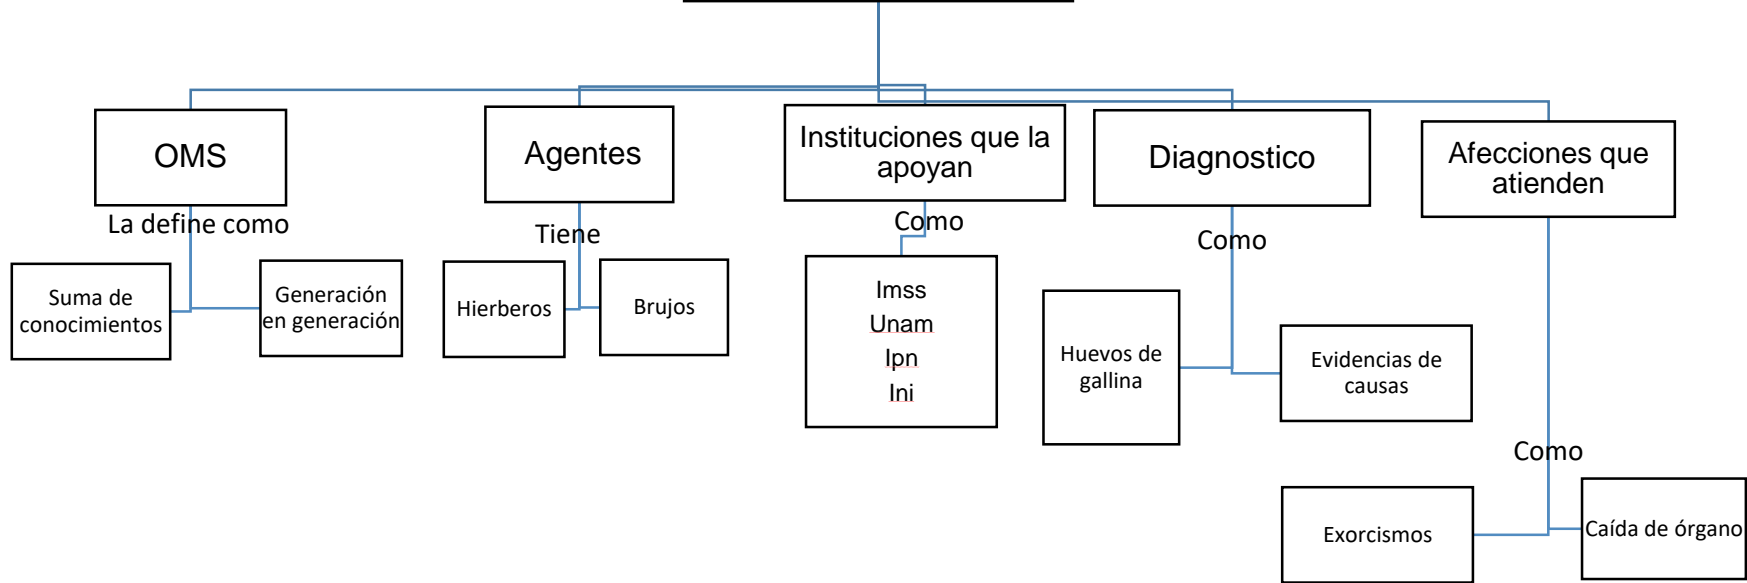 OMS
Agentes
Instituciones que la
apoyan
Diagnostico
Afecciones que
atienden
La define como
Tiene
Como
Como
Suma de
conocimientos
Generación
en generación
Hierberos
Brujos
Imss
Unam
Ipn
Ini
Huevos de
gallina
Evidencias de
causas
Como
Exorcismos
Caída de órgano